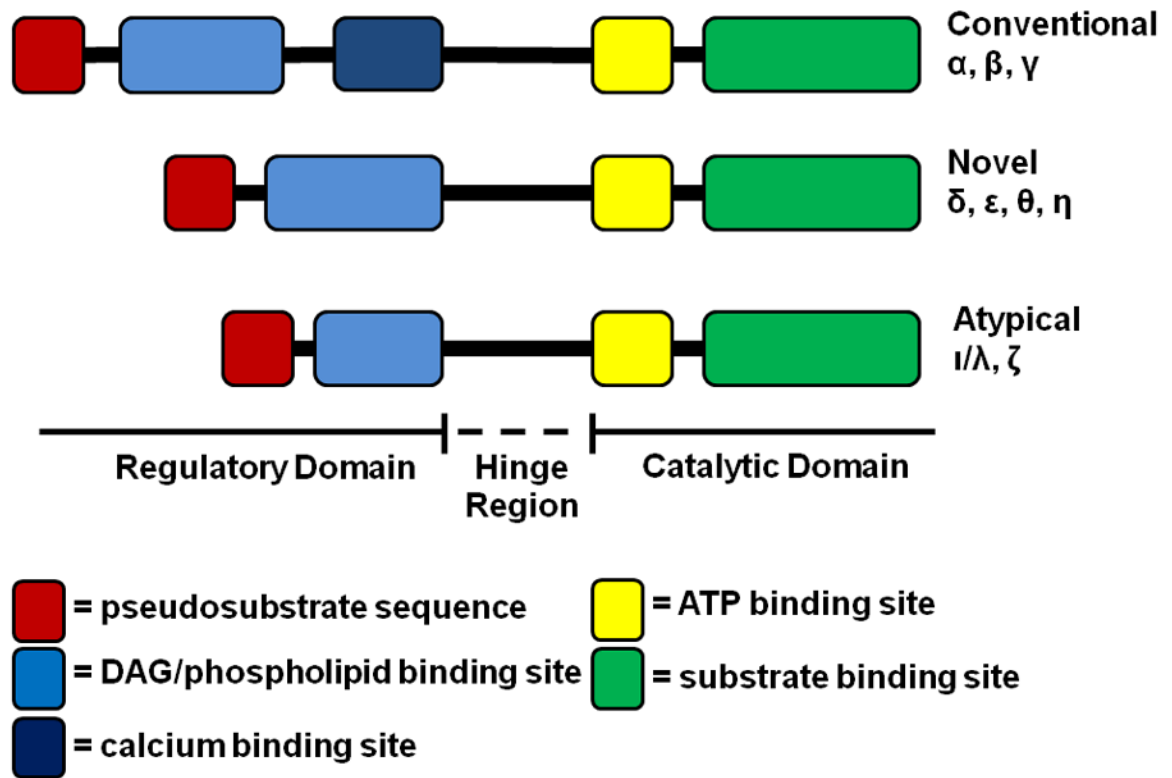 Conventional
α, β, γ
Novel
δ, ε, θ, η
Atypical
ι/λ, ζ
Regulatory Domain
Hinge
Region
Catalytic Domain
= pseudosubstrate sequence
= DAG/phospholipid binding site
= calcium binding site
= ATP binding site
= substrate binding site